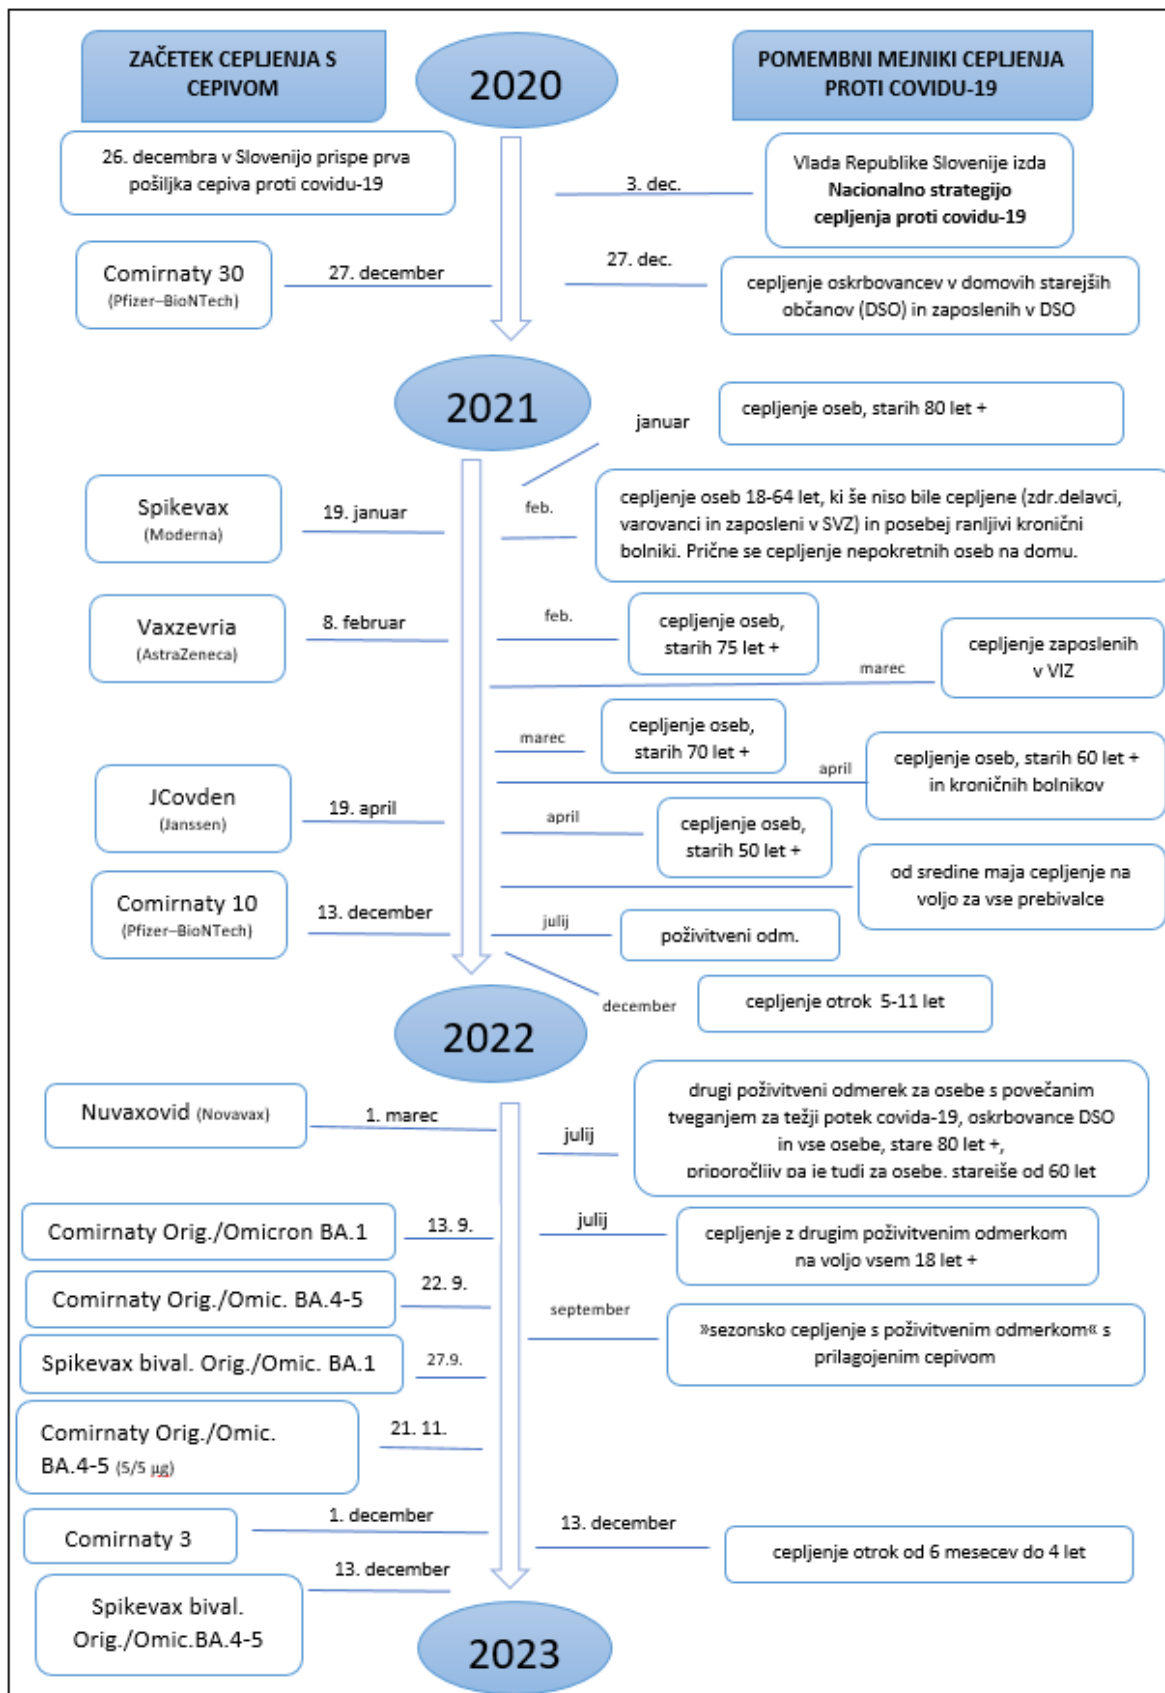 ZAČETEK CEPLJENJA S
CEPIVOM
2020
POMEMBNI MEJNIKI CEPLJENJA
PROTI COVIDU-19
26. decembra v Slovenijo prispe prva
pošiljka cepiva proti covidu-19
3. dec.
Vlada Republike Slovenije izda
Nacionalno strategijo
cepljenja proti covidu-19
Comirnaty 30
(Pfizer–BioNTech)
27. december
27. dec.
cepljenje oskrbovancev v domovih starejših
občanov (DSO) in zaposlenih v DSO
2021
januar
cepljenje oseb, starih 80 let +
Spikevax
(Moderna)
19. januar
feb.
cepljenje oseb 18-64 let, ki še niso bile cepljene (zdr.delavci,
varovanci in zaposleni v SVZ) in posebej ranljivi kronični
bolniki. Prične se cepljenje nepokretnih oseb na domu.
Vaxzevria
(AstraZeneca)
8. februar
feb.
cepljenje oseb,
starih 75 let +
marec
cepljenje zaposlenih
v VIZ
marec
cepljenje oseb,
starih 70 let +
april
cepljenje oseb, starih 60 let +
in kroničnih bolnikov
JCovden
(Janssen)
19. april
april
cepljenje oseb,
starih 50 let +
od sredine maja cepljenje na
voljo za vse prebivalce
Comirnaty 10
(Pfizer–BioNTech)
13. december
julij
poživitveni odm.
december
cepljenje otrok 5-11 let
2022
Nuvaxovid (Novavax)
1. marec
julij
drugi poživitveni odmerek za osebe s povečanim
tveganjem za težji potek covida-19, oskrbovance DSO
in vse osebe, stare 80 let +,
priporočljiv pa je tudi za osebe, starejše od 60 let
Comirnaty Orig./Omicron BA.1
13. 9.
julij
cepljenje z drugim poživitvenim odmerkom
na voljo vsem 18 let +
Comirnaty Orig./Omic. BA.4-5
22. 9.
september
»sezonsko cepljenje s poživitvenim odmerkom« s
prilagojenim cepivom
Spikevax bival. Orig./Omic. BA.1
27.9.
Comirnaty Orig./Omic.
BA.4-5 (5/5 µg)
21. 11.
Comirnaty 3
1. december
13. december
cepljenje otrok od 6 mesecev do 4 let
Spikevax bival.
Orig./Omic.BA.4-5
13. december
2023